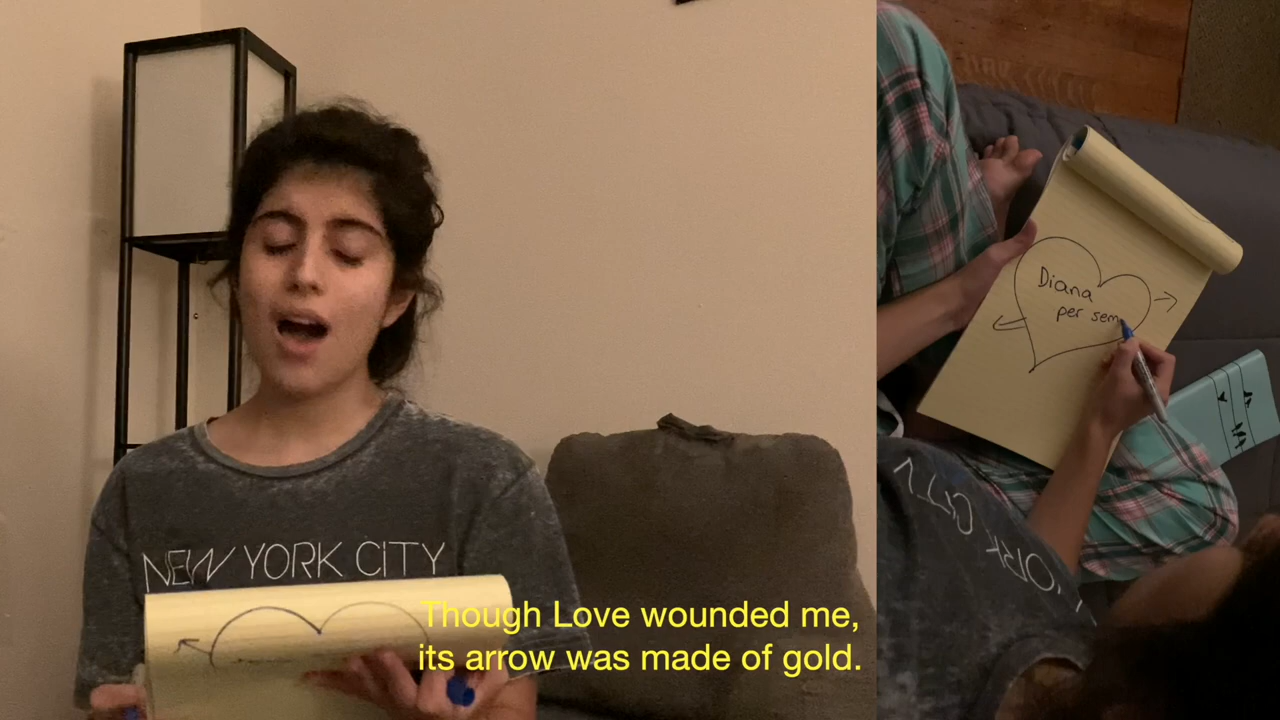 NEW YORK CITY
Though Love wounded me,
its arrow was made of gold.
Diana
per sem